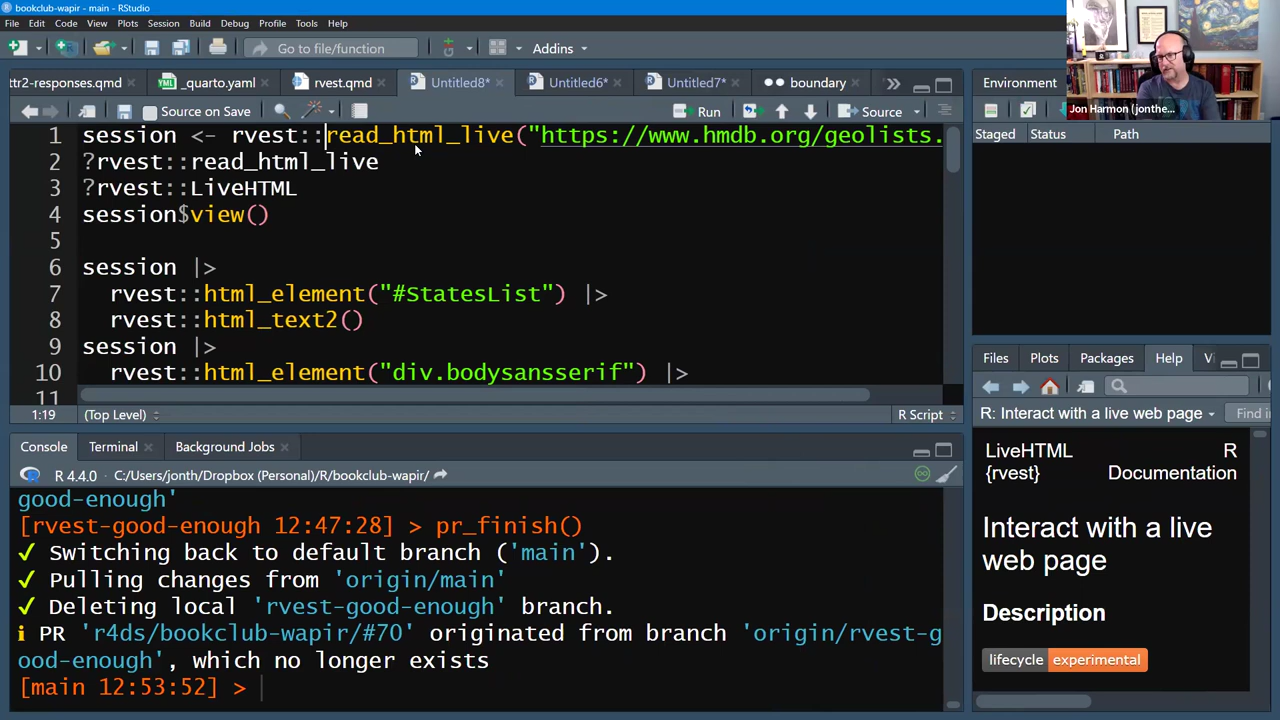 bookclub-wapir - main - RStudio
File Edit Code View Plots Session Build Debug Profile Tools Help
Go to file/function Addins
ttr2-responses.qmd _quarto.yaml rvest.qmd Untitled8* Untitled6* Untitled7* boundary
Source on Save Run Source
1 session <- rvest::read_html_live("https://www.hmdb.org/geolists.
2 ?rvest::read_html_live
3 ?rvest::LiveHTML
4 session$view()
5
6 session |>
7 rvest::html_element("#StatesList") |>
8 rvest::html_text2()
9 session |>
10 rvest::html_element("div.bodysansserif") |>
11
1:19 (Top Level) R Script
Console Terminal Background Jobs
R 4.4.0 · C:/Users/jonth/Dropbox (Personal)/R/bookclub-wapir/
good-enough'
[rvest-good-enough 12:47:28] > pr_finish()
✔ Switching back to default branch ('main').
✔ Pulling changes from 'origin/main'
✔ Deleting local 'rvest-good-enough' branch.
ℹ PR 'r4ds/bookclub-wapir/#70' originated from branch 'origin/rvest-g
ood-enough', which no longer exists
[main 12:53:52] >
Jon Harmon (jonthe...
Environment
Staged Status Path
Files Plots Packages Help Vi
R: Interact with a live web page Find in
LiveHTML R
{rvest} Documentation
Interact with a live
web page
Description
lifecycle experimental